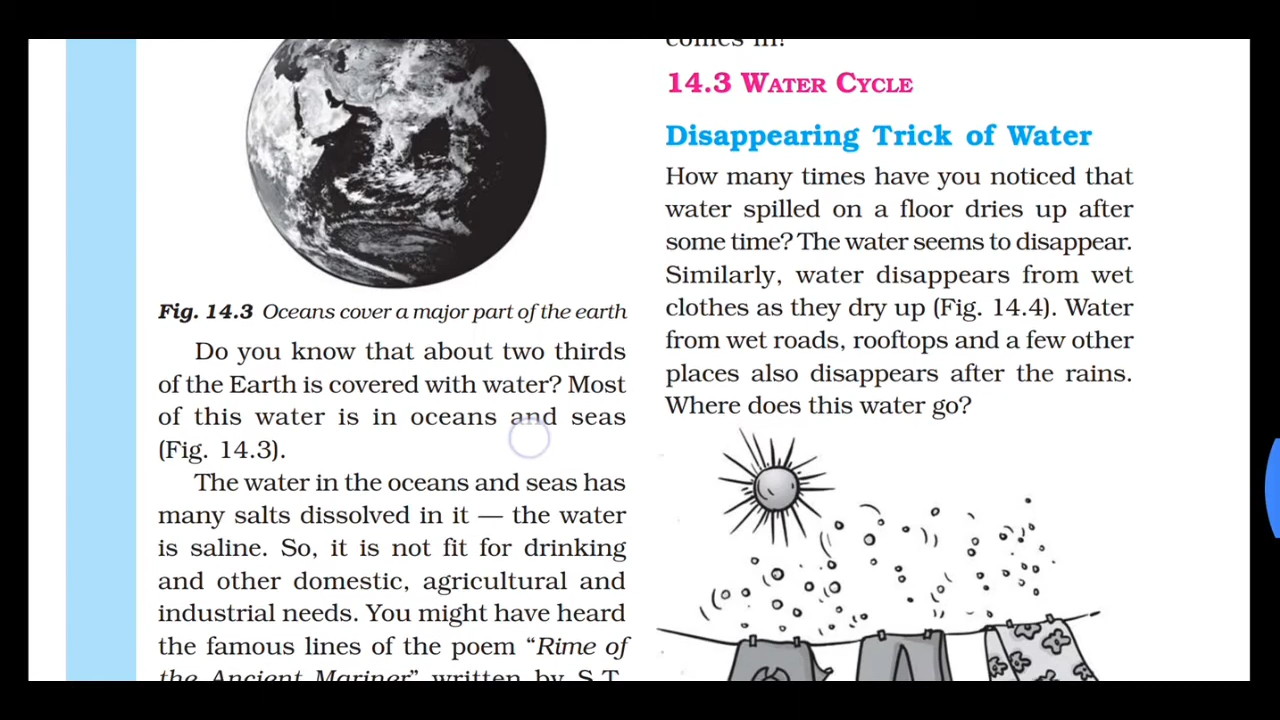 Fig. 14.3 Oceans cover a major part of the earth
Do you know that about two thirds
of the Earth is covered with water? Most
of this water is in oceans and seas
(Fig. 14.3).
The water in the oceans and seas has
many salts dissolved in it — the water
is saline. So, it is not fit for drinking
and other domestic, agricultural and
industrial needs. You might have heard
the famous lines of the poem “Rime of
the Ancient Mariner” written by S.T.
comes in!
14.3 WATER CYCLE
Disappearing Trick of Water
How many times have you noticed that
water spilled on a floor dries up after
some time? The water seems to disappear.
Similarly, water disappears from wet
clothes as they dry up (Fig. 14.4). Water
from wet roads, rooftops and a few other
places also disappears after the rains.
Where does this water go?